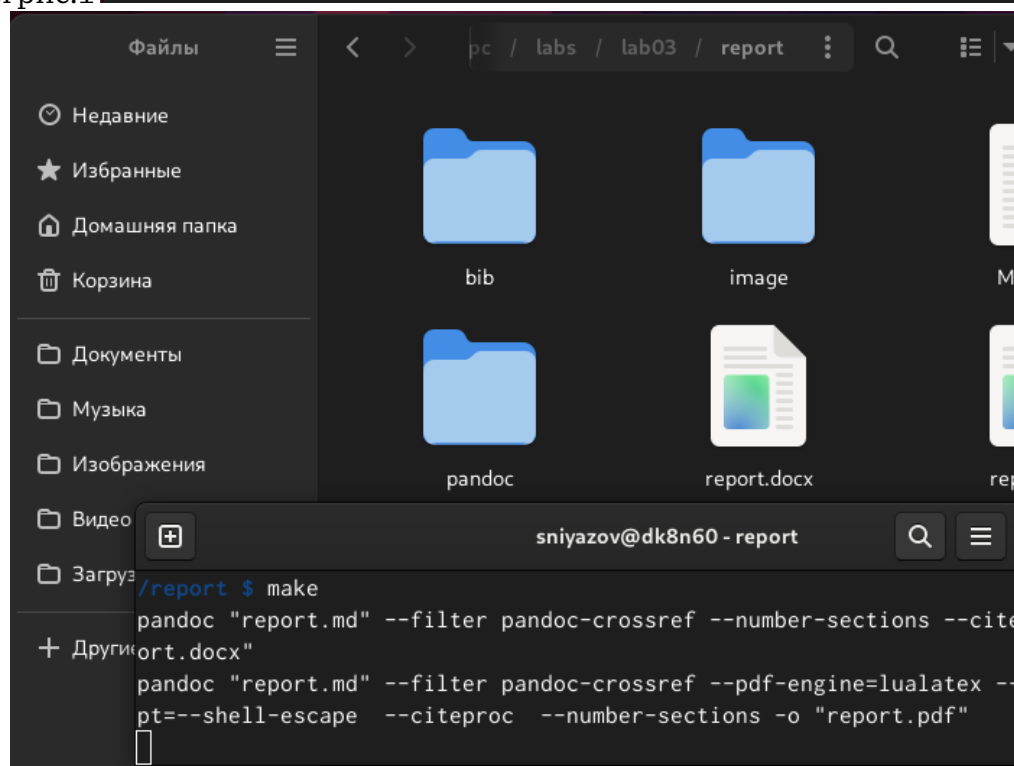 Файлы
pc / labs / lab03 / report
Недавние
Избранные
Домашняя папка
Корзина
Документы
Музыка
Изображения
Видео
bib
image
pandoc
report.docx
sniyazov@dk8n60 - report
/report $ make
pandoc "report.md" --filter pandoc-crossref --number-sections --cite
ort.docx"
pandoc "report.md" --filter pandoc-crossref --pdf-engine=lualatex --
pt=--shell-escape --citeproc --number-sections -o "report.pdf"